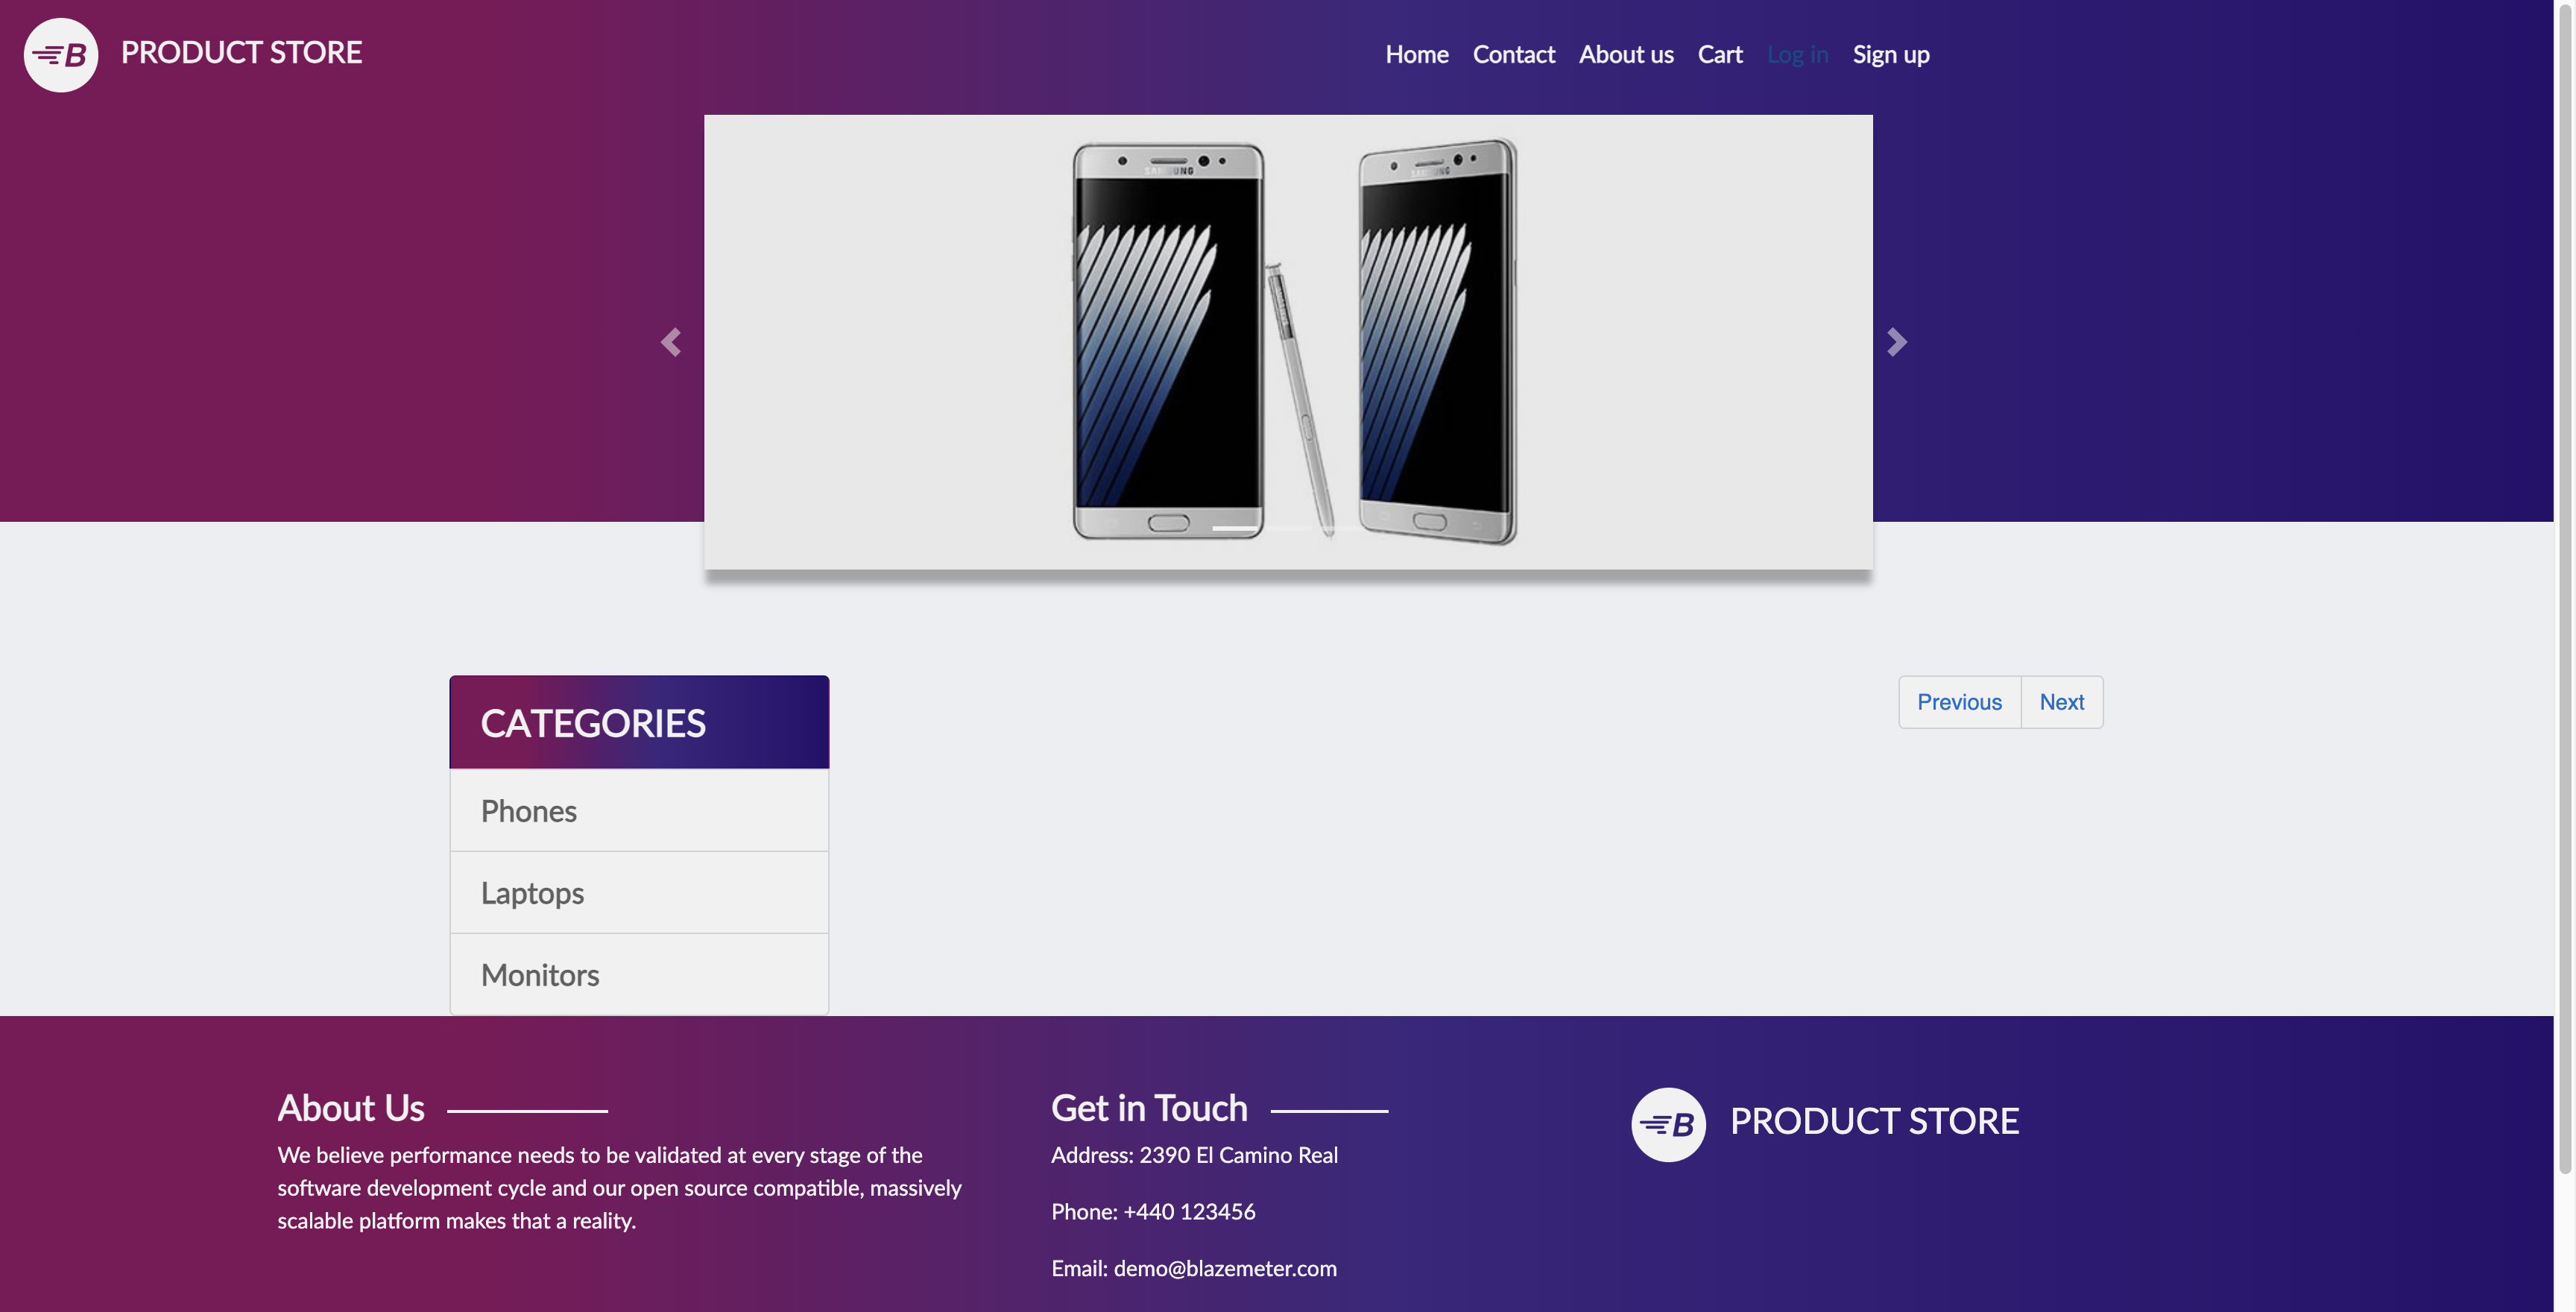 B PRODUCT STORE
Home Contact About us Cart Log in Sign up
SAMSUNG SAMSUNG
CATEGORIES
Previous Next
Phones
Laptops
Monitors
About Us
We believe performance needs to be validated at every stage of the
software development cycle and our open source compatible, massively
scalable platform makes that a reality.
Get in Touch
Address: 2390 El Camino Real
Phone: +440 123456
Email: demo@blazemeter.com
B PRODUCT STORE